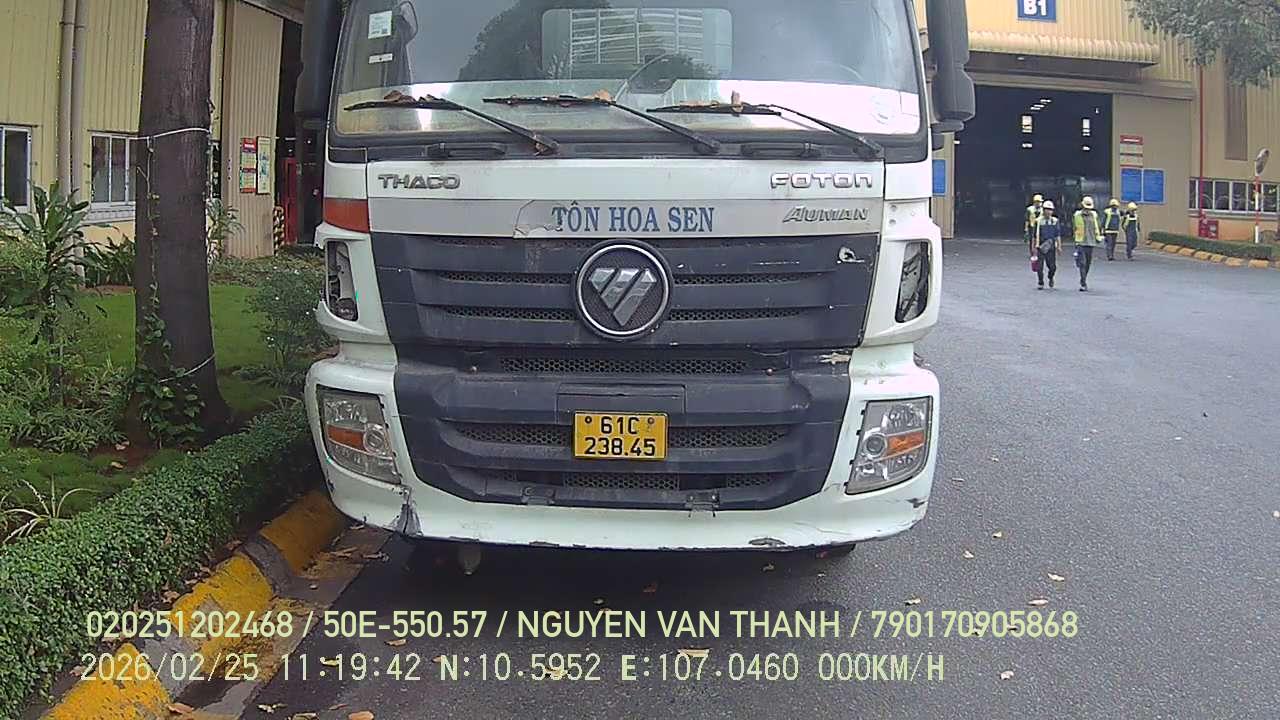 B1
THACO
FOTON
TÔN HOA SEN
AUMAN
61C
238.45
020251202468 / 50E-550.57 / NGUYEN VAN THANH / 790170905868
2026/02/25 11:19:42 N:10.5952 E:107.0460 000KM/H